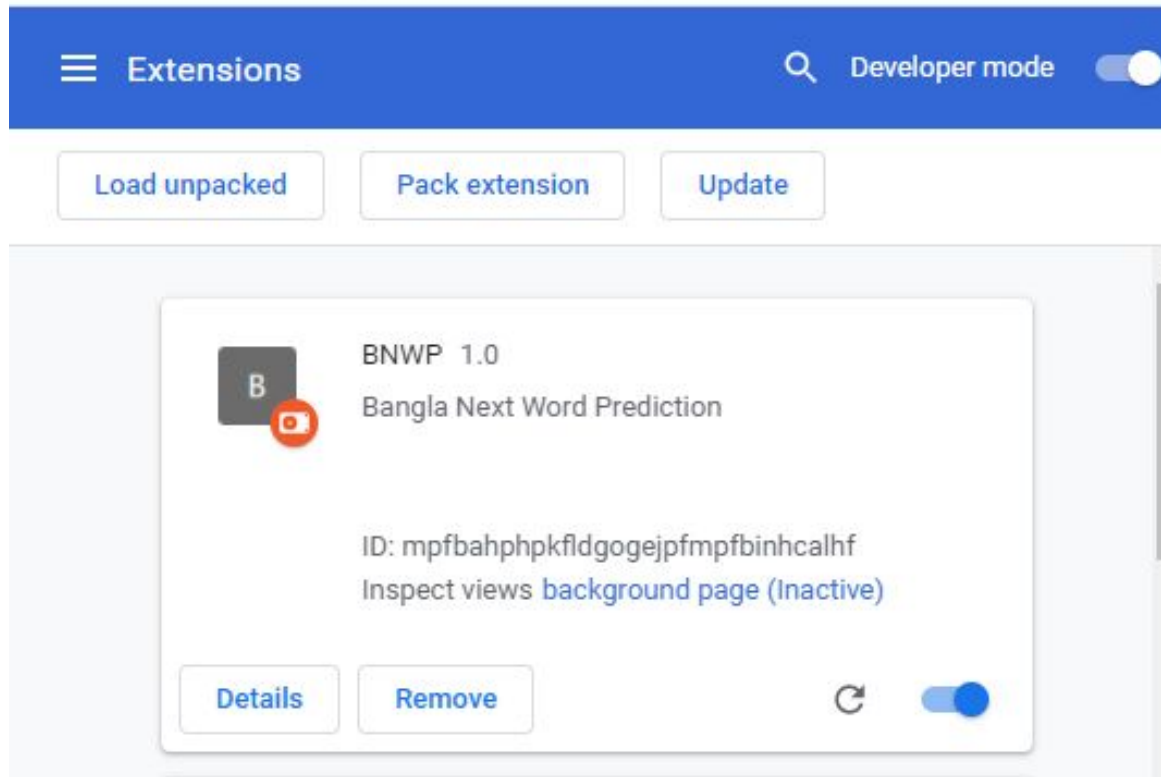 Extensions Developer mode
Load unpacked Pack extension Update
BNWP 1.0
B
Bangla Next Word Prediction
ID: mpfbahphpkfldgogejpfmpfbinhcalhf
Inspect views background page (Inactive)
Details Remove